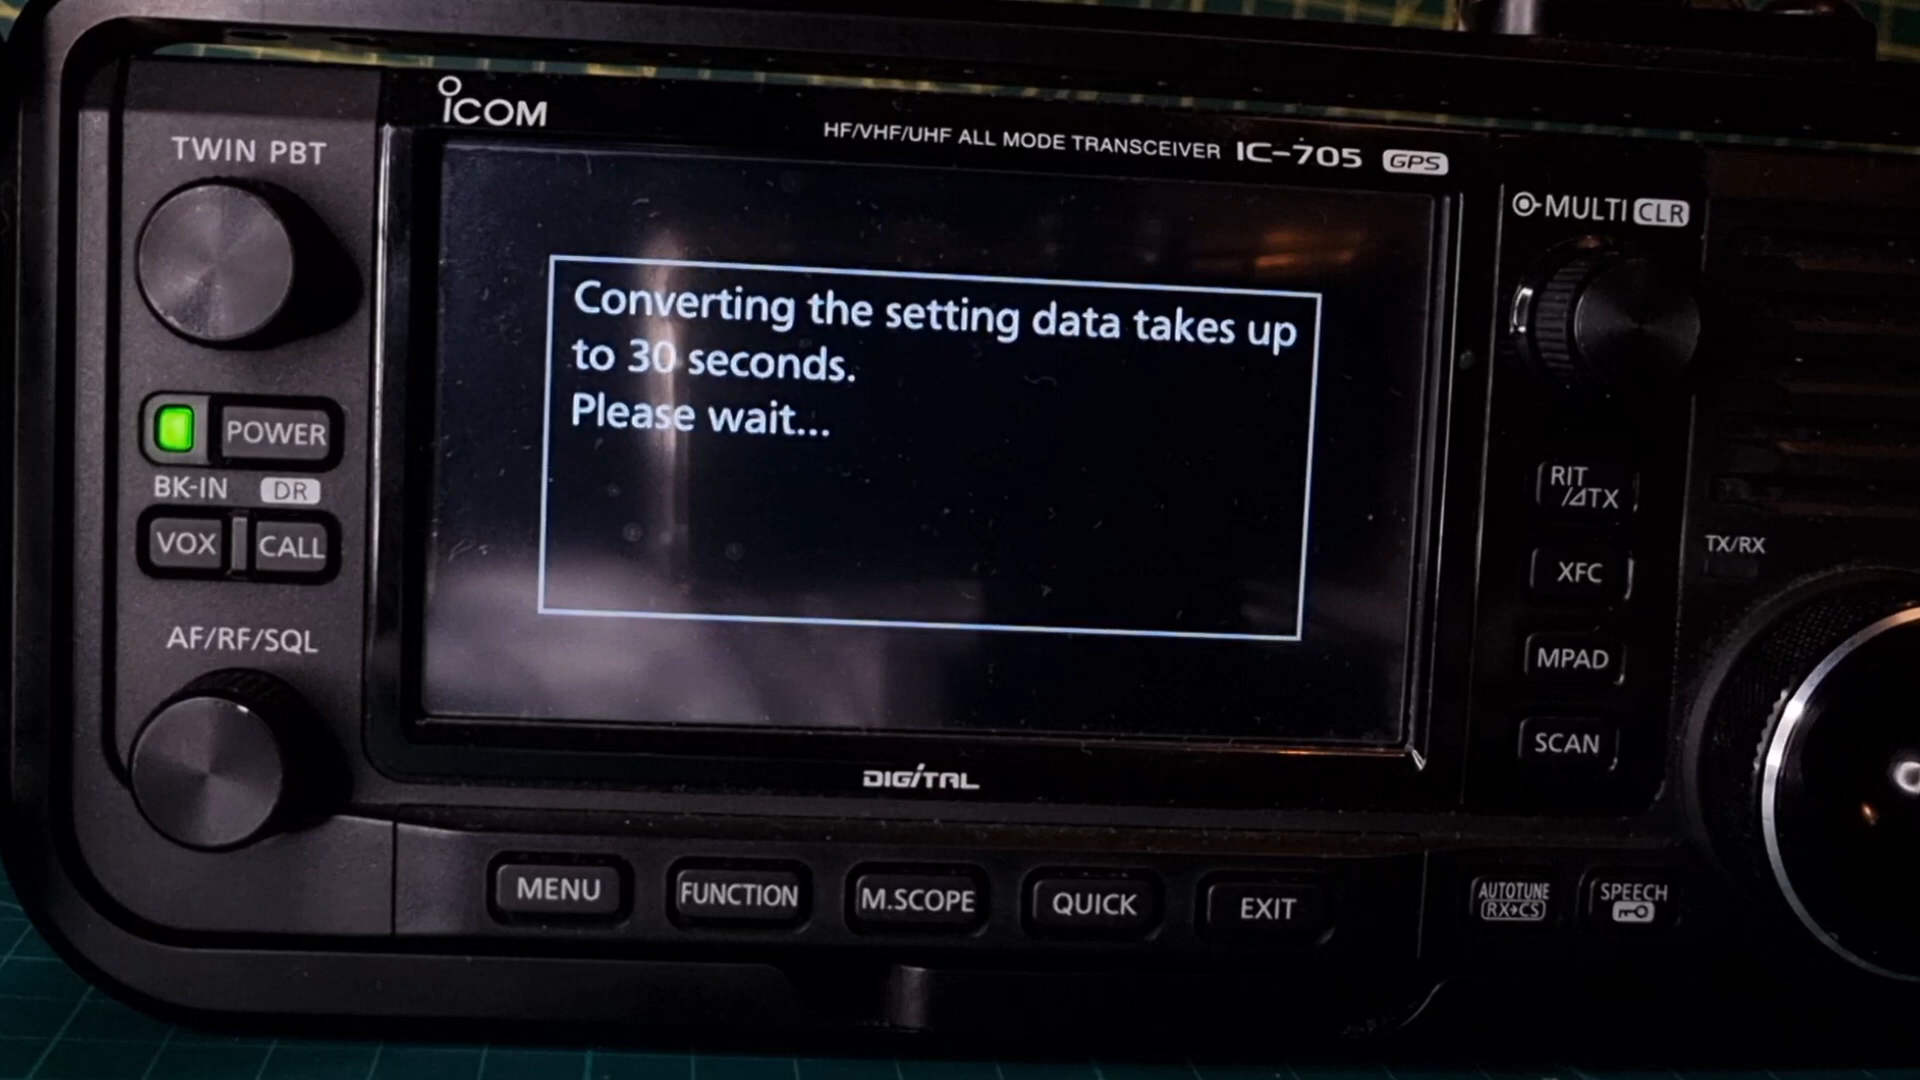 ICOM
HF/VHF/UHF ALL MODE TRANSCEIVER IC-705 GPS
TWIN PBT
MULTI CLR
Converting the setting data takes up
to 30 seconds.
Please wait...
POWER
BK-IN DR
VOX CALL
AF/RF/SQL
RIT
/⊿TX
XFC
MPAD
SCAN
TX/RX
DIGITAL
MENU FUNCTION M.SCOPE QUICK EXIT
AUTOTUNE
RX→CS
SPEECH